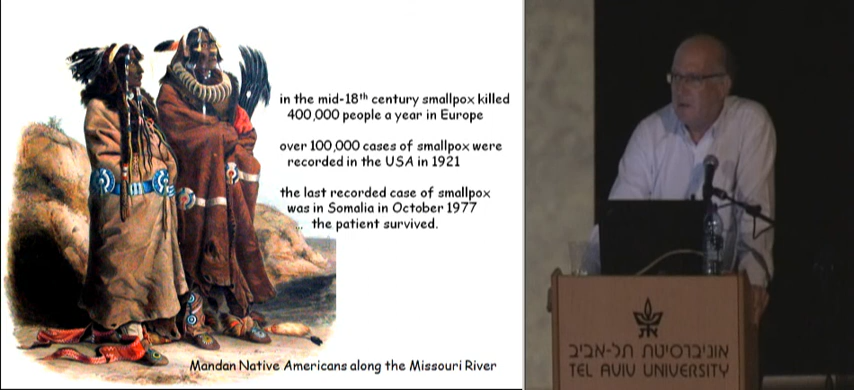 in the mid-18th century smallpox killed
400,000 people a year in Europe
over 100,000 cases of smallpox were
recorded in the USA in 1921
the last recorded case of smallpox
was in Somalia in October 1977
... the patient survived.
Mandan Native Americans along the Missouri River
אוניברסיטת תל-אביב
TEL AVIV UNIVERSITY